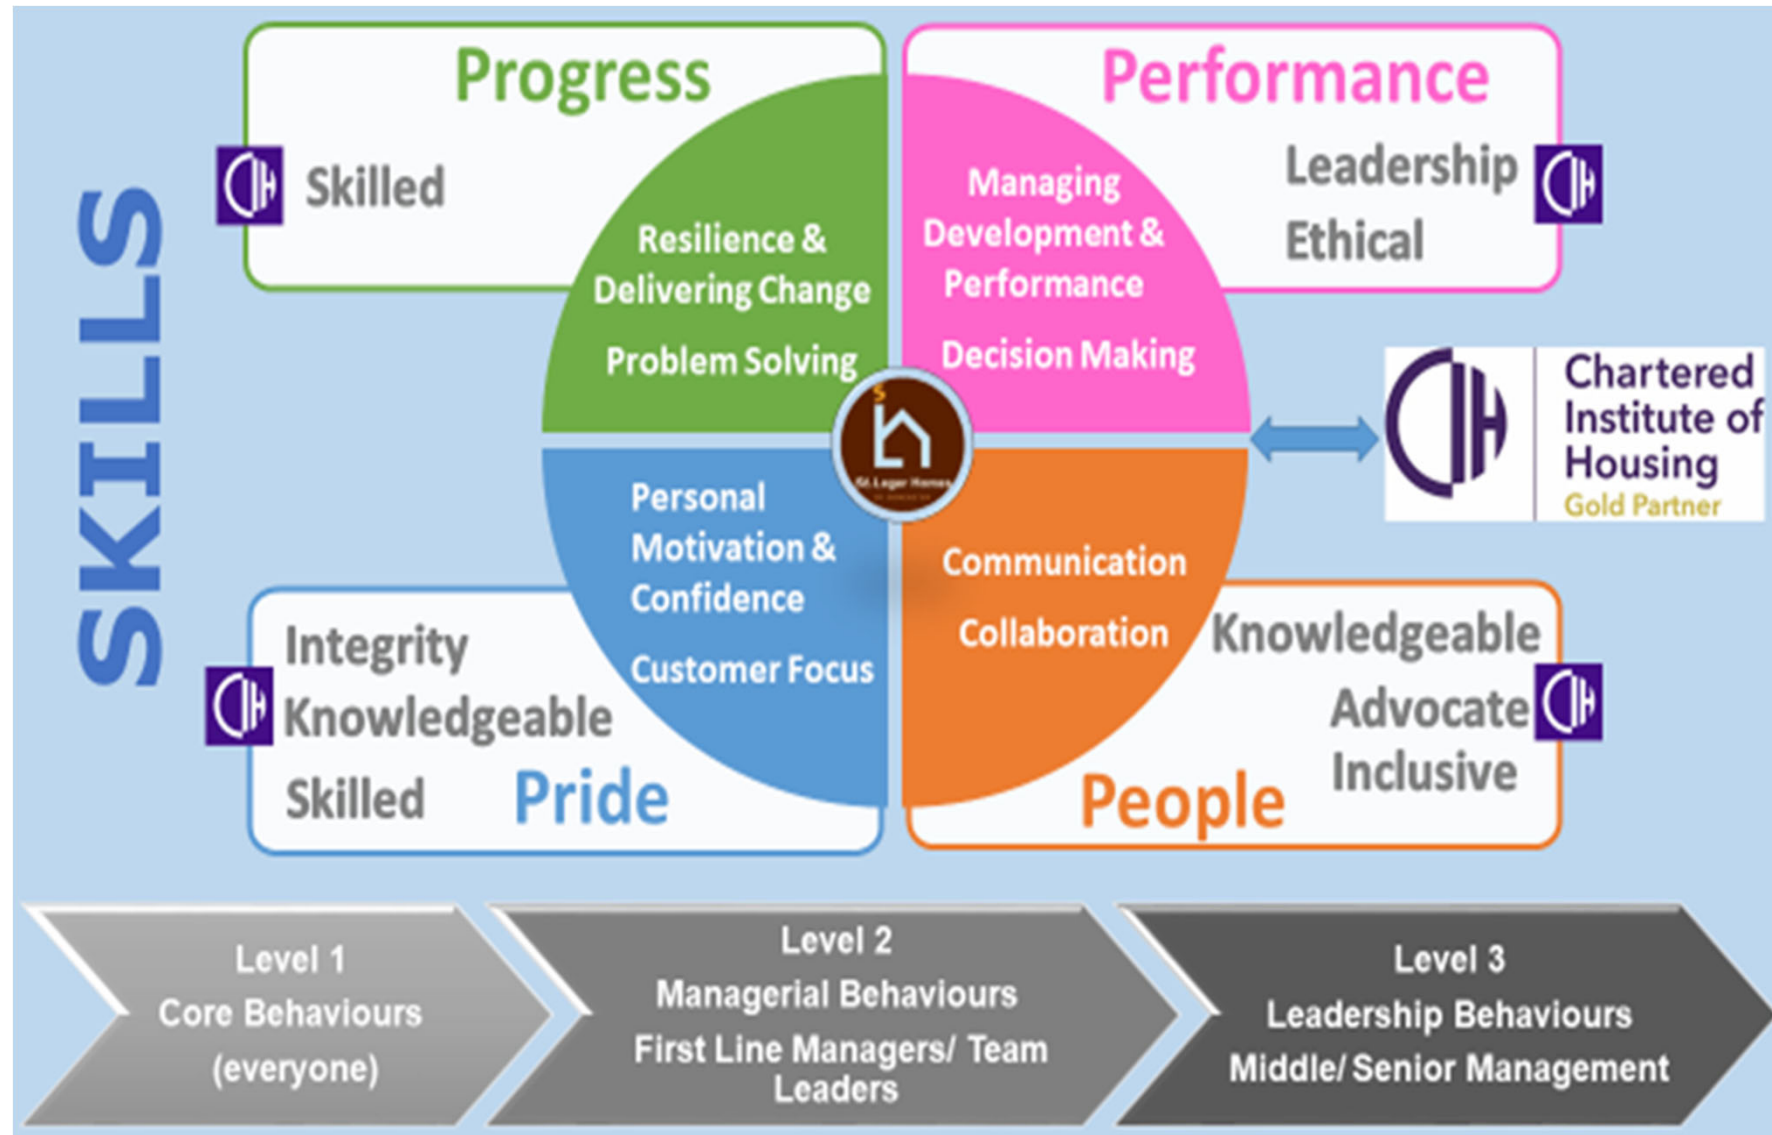 SKILLS
Progress
Skilled
Resilience &
Delivering Change
Problem Solving
Performance
Leadership
Ethical
Managing
Development &
Performance
Decision Making
Chartered
Institute of
Housing
Gold Partner
St. Leger Homes
Personal
Motivation &
Confidence
Customer Focus
Integrity
Knowledgeable
Skilled
Pride
Communication
Collaboration
Knowledgeable
Advocate
Inclusive
People
Level 1
Core Behaviours
(everyone)
Level 2
Managerial Behaviours
First Line Managers/ Team
Leaders
Level 3
Leadership Behaviours
Middle/ Senior Management